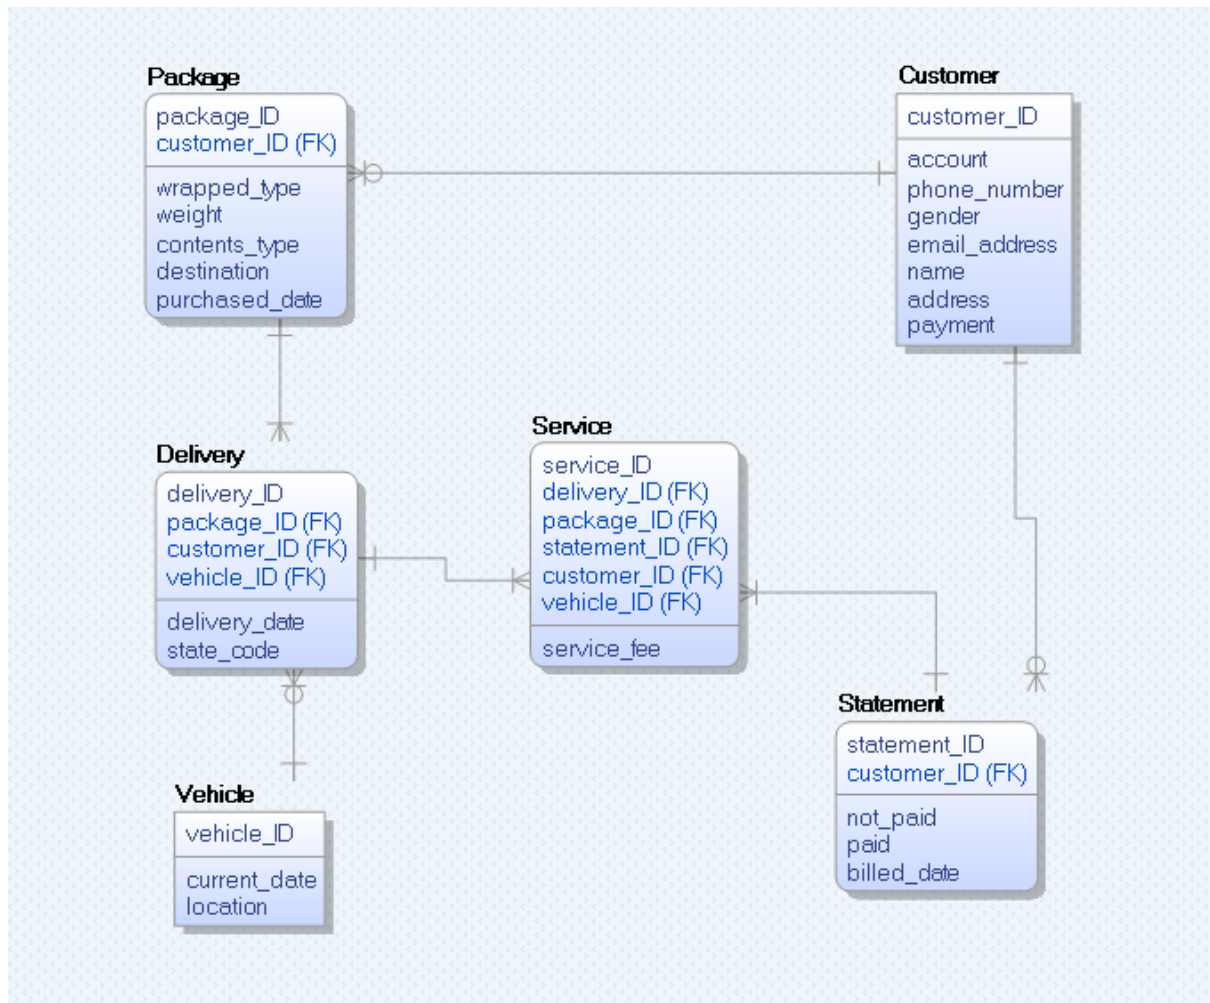 Package
package_ID
customer_ID (FK)
wrapped_type
weight
contents_type
destination
purchased_date
Customer
customer_ID
account
phone_number
gender
email_address
name
address
payment
Delivery
delivery_ID
package_ID (FK)
customer_ID (FK)
vehicle_ID (FK)
delivery_date
state_code
Service
service_ID
delivery_ID (FK)
package_ID (FK)
statement_ID (FK)
customer_ID (FK)
vehicle_ID (FK)
service_fee
Statement
statement_ID
customer_ID (FK)
not_paid
paid
billed_date
Vehicle
vehicle_ID
current_date
location